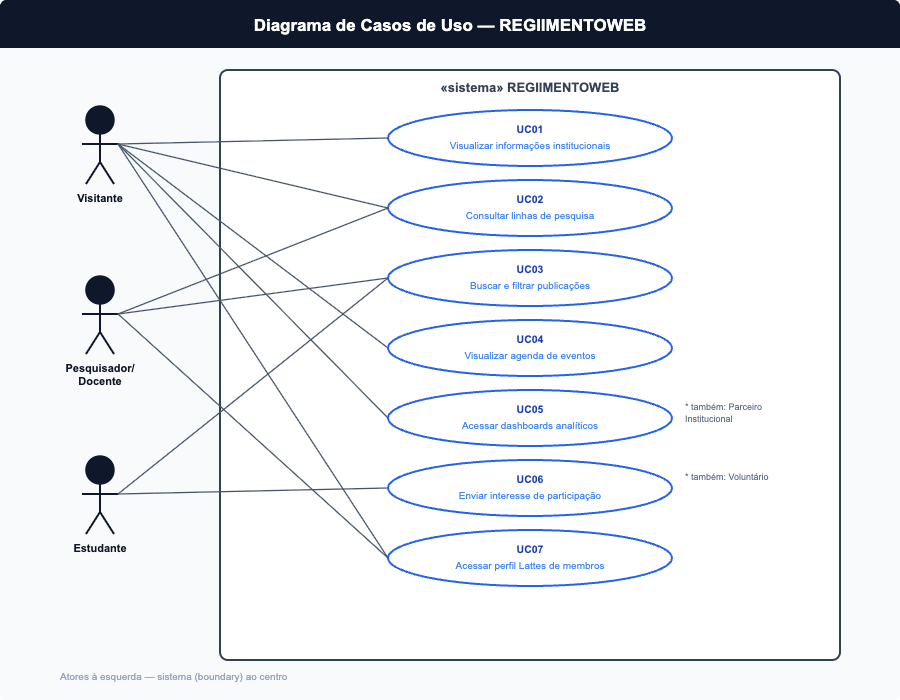 Diagrama de Casos de Uso — REGIIMENTOWEB
«sistema» REGIIMENTOWEB
UC01
Visualizar informações institucionais
Visitante
UC02
Consultar linhas de pesquisa
UC03
Buscar e filtrar publicações
UC04
Visualizar agenda de eventos
Pesquisador/
Docente
UC05
Acessar dashboards analíticos
* também: Parceiro
Institucional
UC06
Enviar interesse de participação
* também: Voluntário
Estudante
UC07
Acessar perfil Lattes de membros
Atores à esquerda — sistema (boundary) ao centro